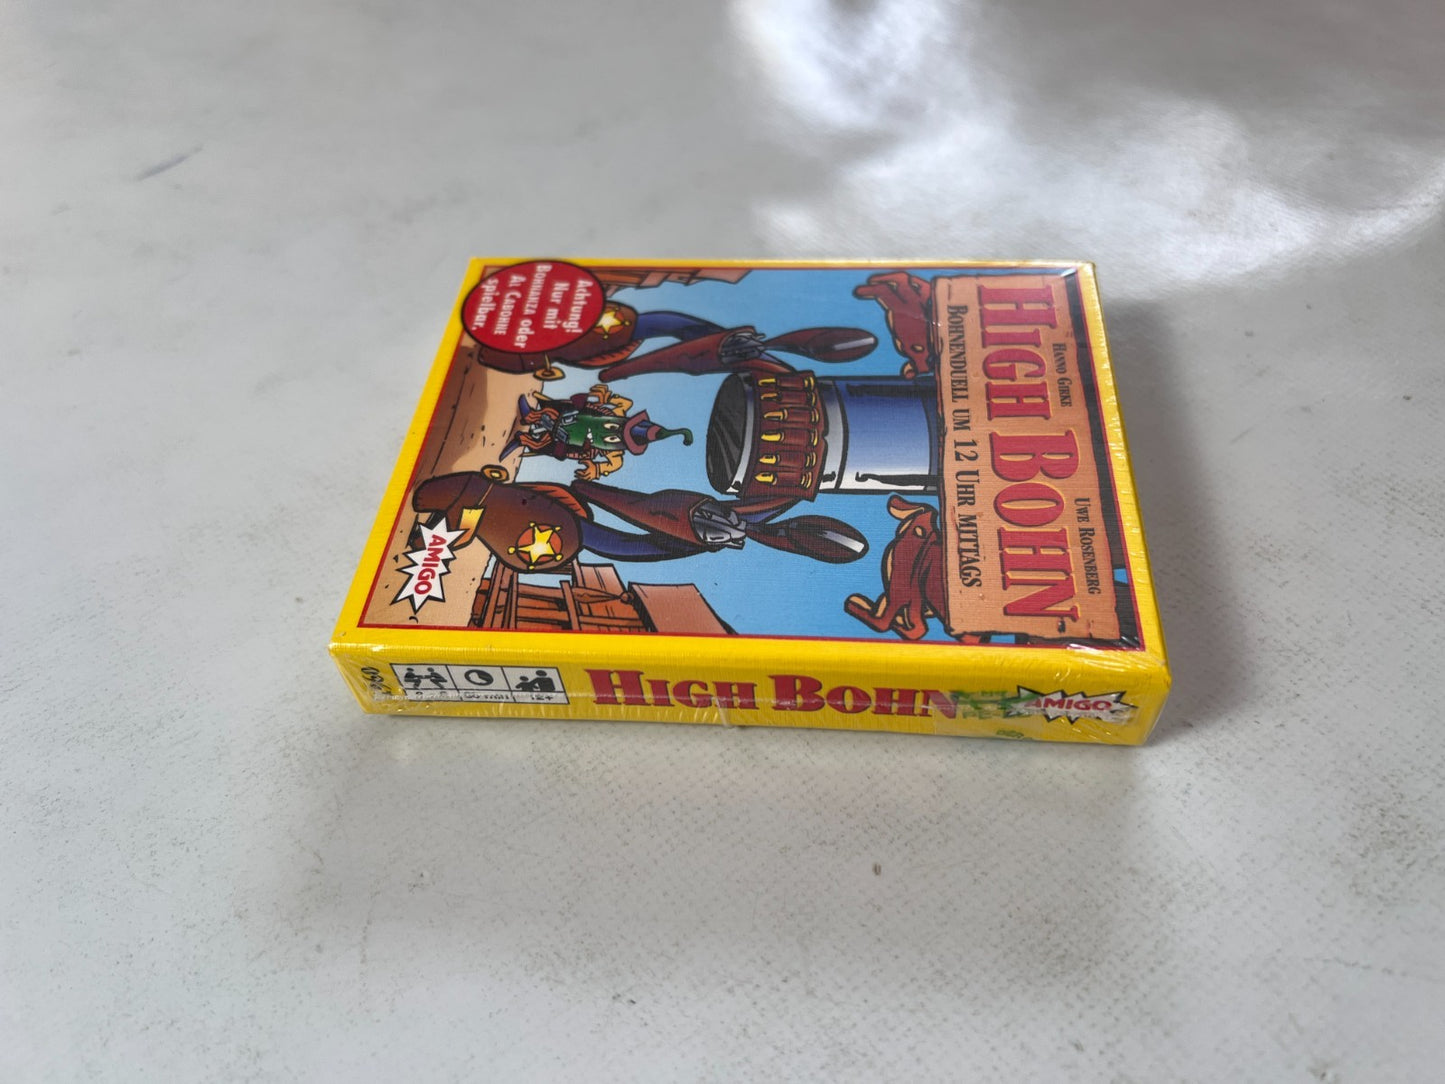 Hanno Girke
Uwe Rosenberg
High Bohn
Bohnenduell um 12 Uhr mittags
Achtung!
Nur mit
Bohnanza oder
Al Cabohne
spielbar.
AMIGO
High Bohn
AMIGO